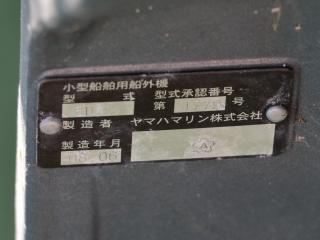 小型船舶用船外機
型 式 型式承認番号
第 号
製造者 ヤマハマリン株式会社
製造年月
08 06